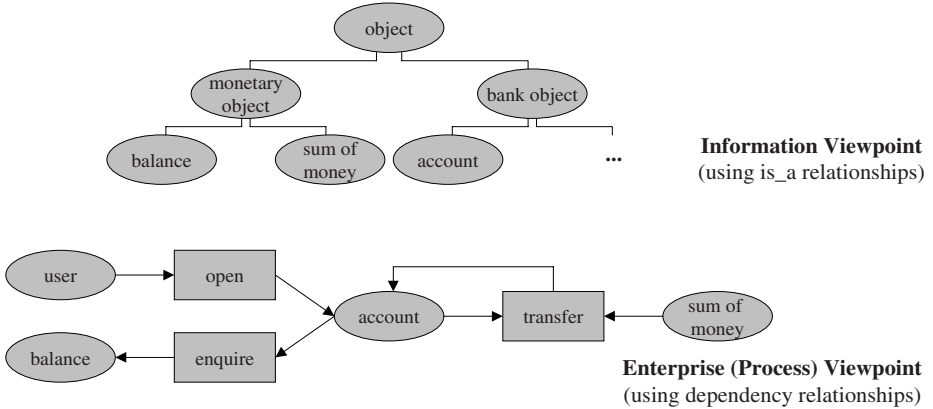 object
monetary
object
bank object
balance
sum of
money
account
...
Information Viewpoint
(using is_a relationships)
user
open
account
transfer
sum of
money
balance
enquire
Enterprise (Process) Viewpoint
(using dependency relationships)